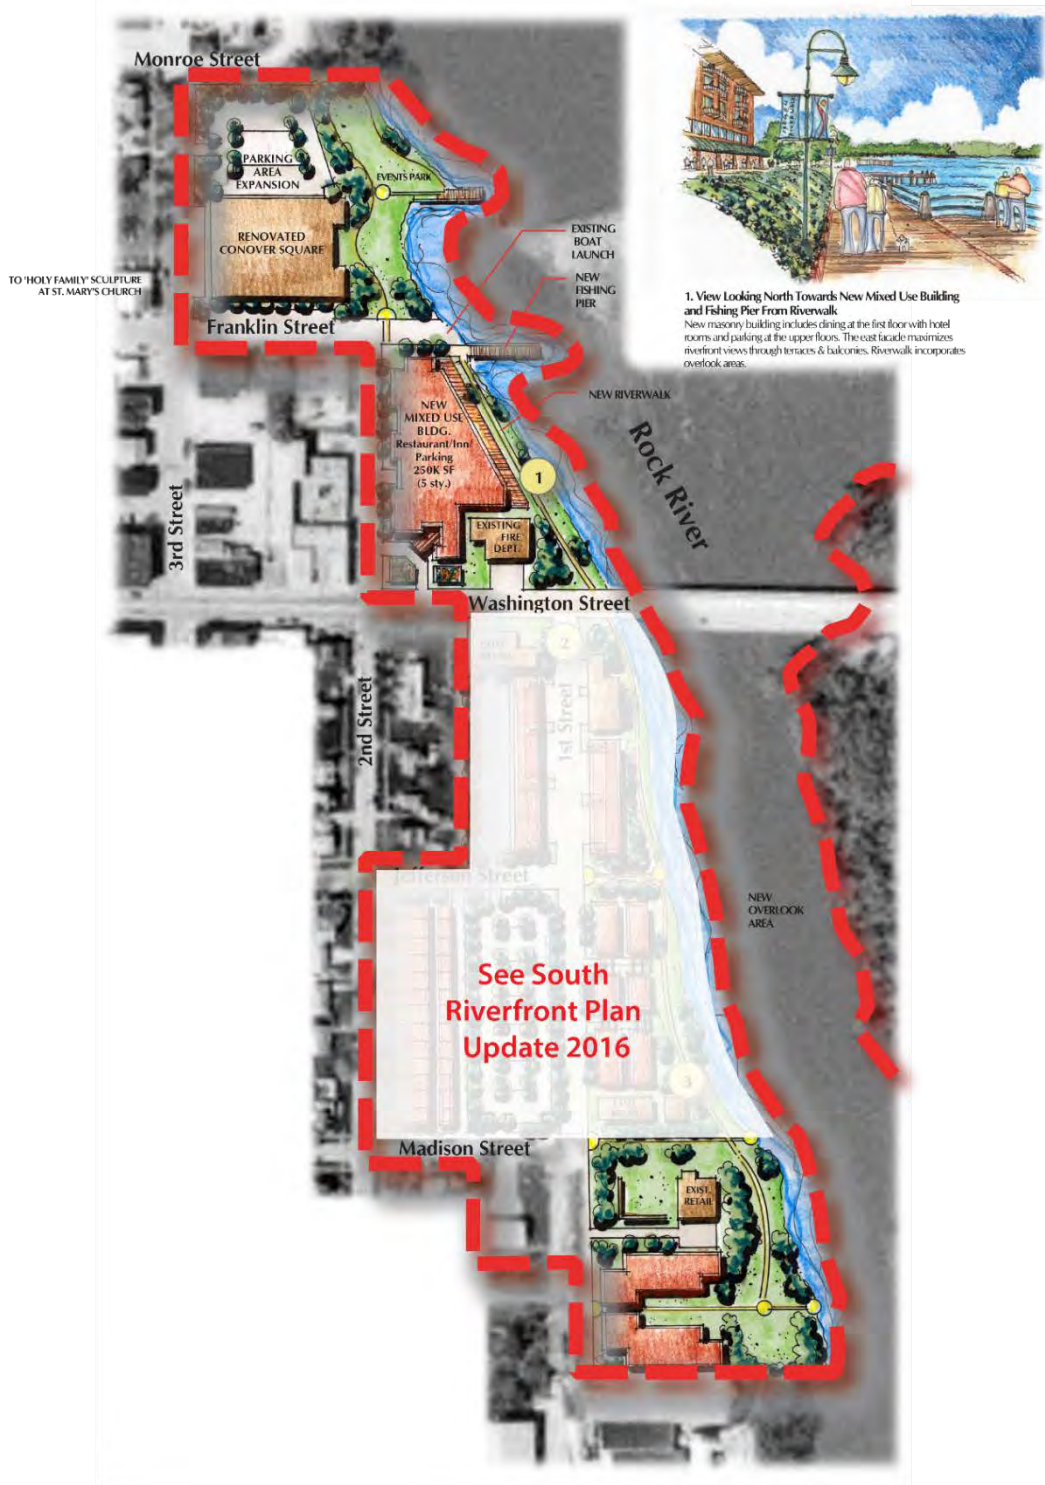 Monroe Street
PARKING
AREA
EXPANSION
EVENTS PARK
RENOVATED
CONOVER SQUARE
EXISTING
BOAT
LAUNCH
NEW
FISHING
PIER
TO 'HOLY FAMILY' SCULPTURE
AT ST. MARY'S CHURCH
Franklin Street
1. View Looking North Towards New Mixed Use Building
and Fishing Pier From Riverwalk
New masonry building includes dining at the first floor with hotel
rooms and parking at the upper floors. The east facade maximizes
riverfront views through terraces & balconies. Riverwalk incorporates
overlook areas.
NEW RIVERWALK
NEW
MIXED USE
BLDG.
Restaurant/Inn/
Parking
250K SF
(5 sty.)
1
Rock River
3rd Street
EXISTING
FIRE
DEPT.
Washington Street
2
2nd Street
1st Street
Jefferson Street
NEW
OVERLOOK
AREA
See South
Riverfront Plan
Update 2016
3
Madison Street
EXIST.
RETAIL